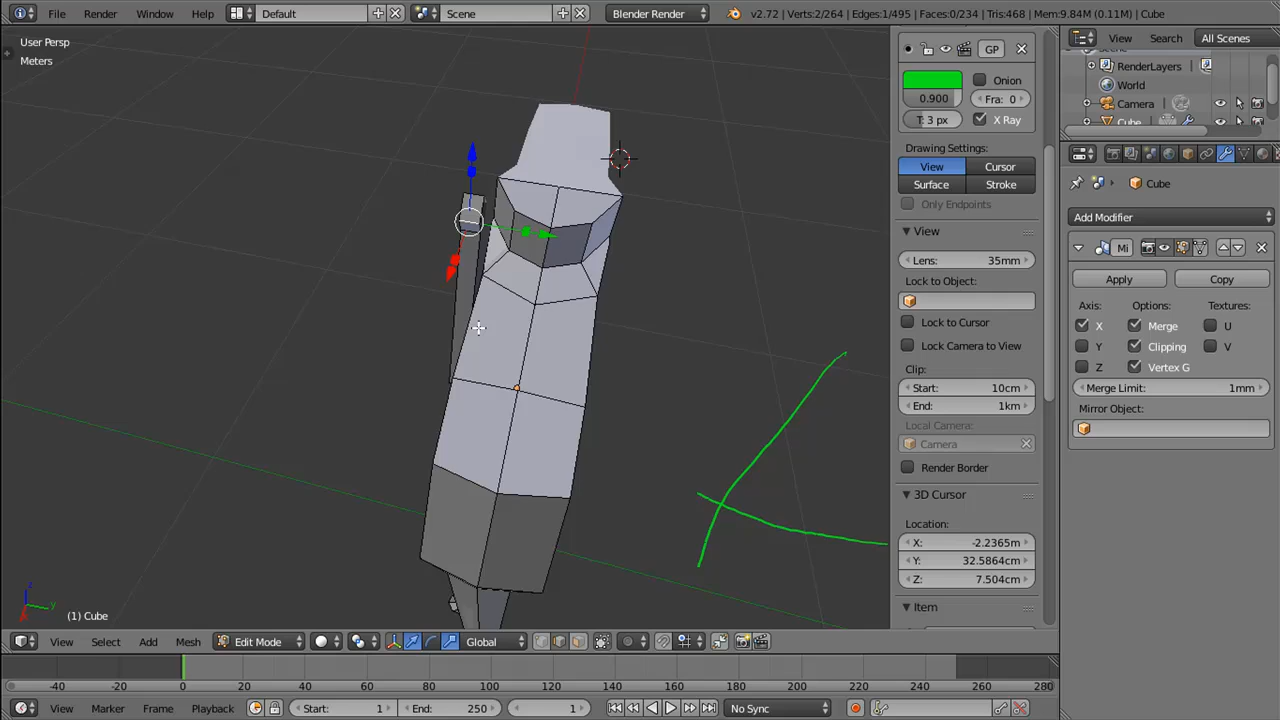 File Render Window Help Default Scene Blender Render v2.72 | Verts:2/264 | Edges:1/495 | Faces:0/234 | Tris:468 | Mem:9.84M (0.11M) | Cube
User Persp
Meters
(1) Cube
GP
Onion
0.900 Fra: 0
T: 3 px X Ray
Drawing Settings:
View Cursor
Surface Stroke
Only Endpoints
View
Lens: 35mm
Lock to Object:
Lock to Cursor
Lock Camera to View
Clip:
Start: 10cm
End: 1km
Local Camera:
Camera
Render Border
3D Cursor
Location:
X: -2.2365m
Y: 32.5864cm
Z: 7.504cm
Item
View Search All Scenes
RenderLayers
World
Camera
Cube
Cube
Add Modifier
Mi
Apply Copy
Axis: Options: Textures:
X Merge U
Y Clipping V
Z Vertex G
Merge Limit: 1mm
Mirror Object:
View Select Add Mesh Edit Mode Global
-40 -20 0 20 40 60 80 100 120 140 160 180 200 220 240 260 280
View Marker Frame Playback Start: 1 End: 250 1 No Sync